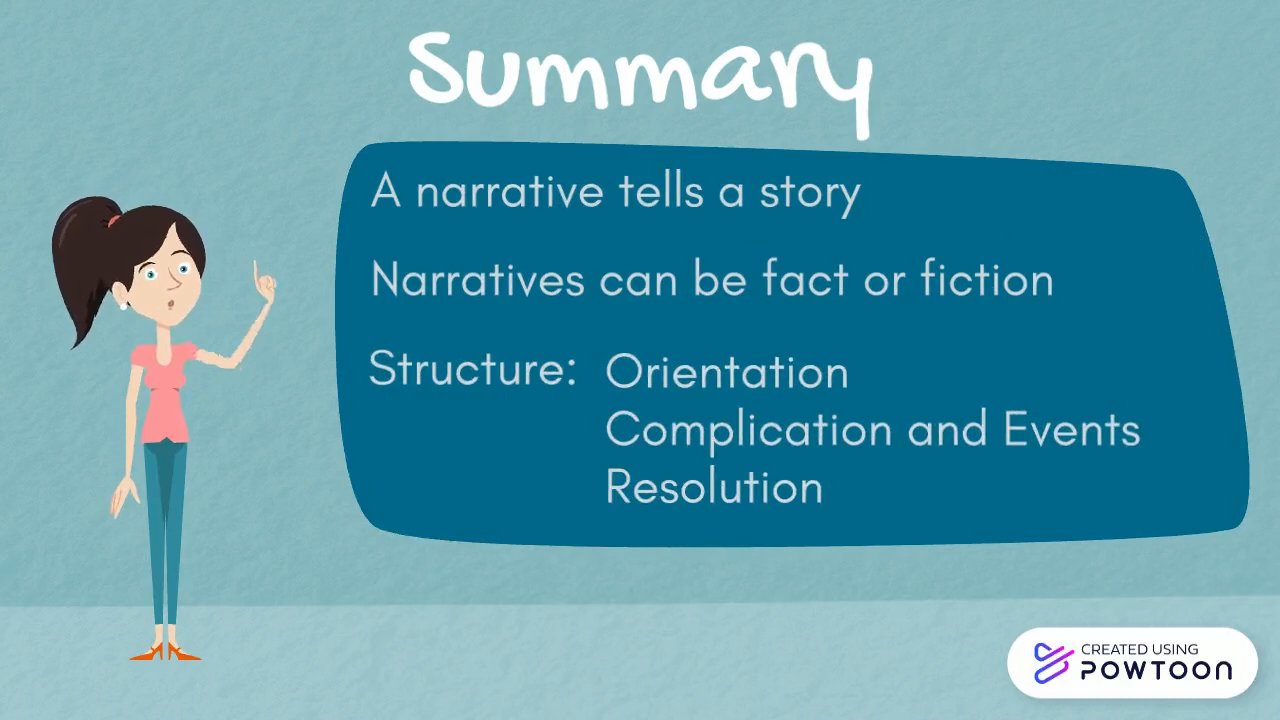 Summary
A narrative tells a story
Narratives can be fact or fiction
Structure: Orientation
Complication and Events
Resolution
CREATED USING
POWTOON